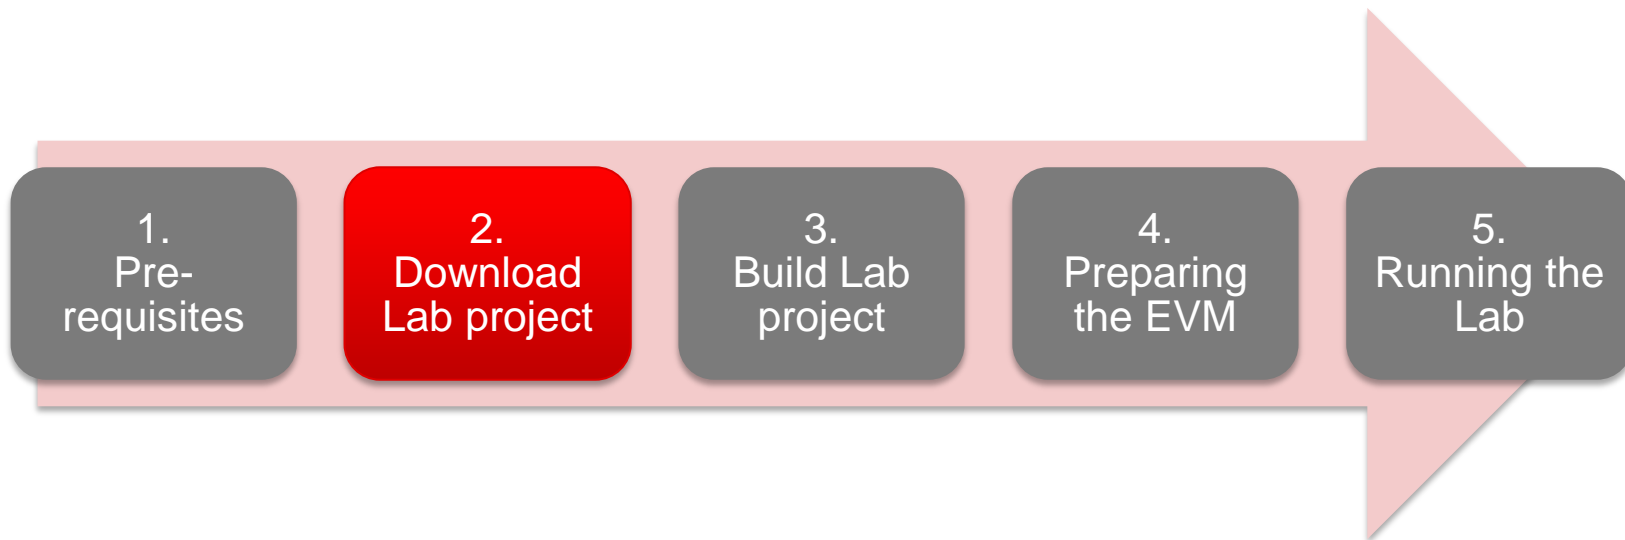 1.
Pre-
requisites
2.
Download
Lab project
3.
Build Lab
project
4.
Preparing
the EVM
5.
Running the
Lab